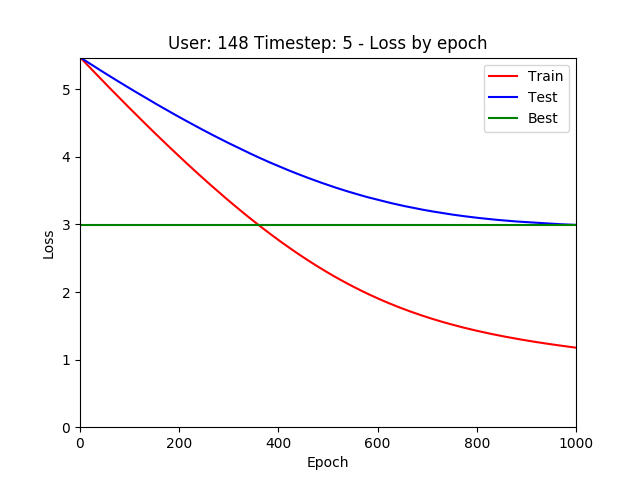 User: 148 Timestep: 5 - Loss by epoch
Train
Test
Best
5
4
3
2
1
0
Loss
0 200 400 600 800 1000
Epoch